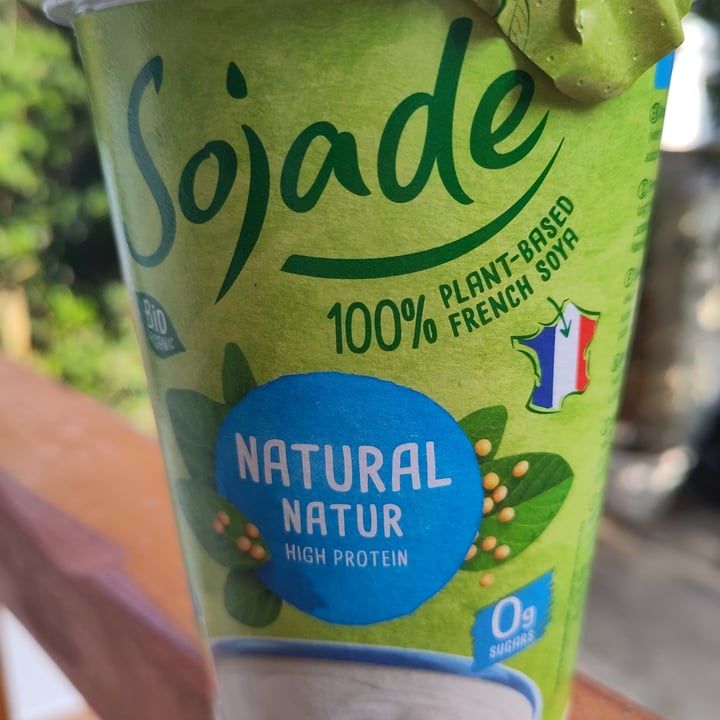 Sojade
100% PLANT-BASED
FRENCH SOYA
Bio
ORGANIC
NATURAL
NATUR
HIGH PROTEIN
0g
SUGARS